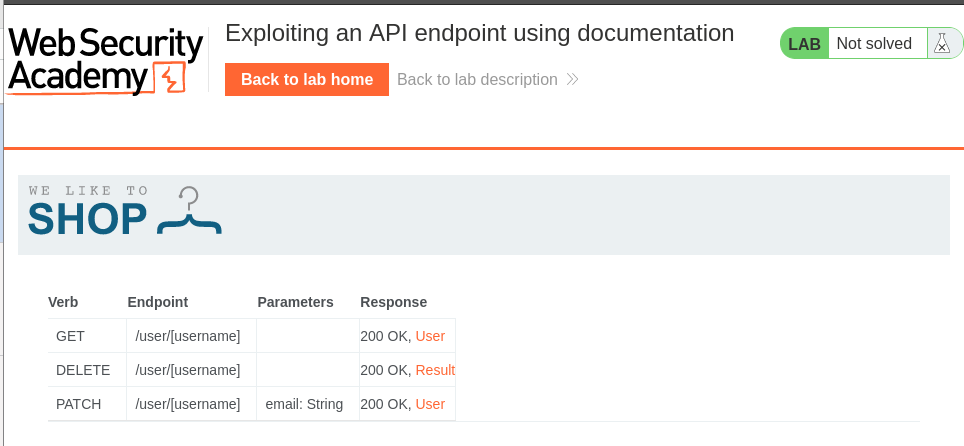 Web Security
Academy
Exploiting an API endpoint using documentation
Back to lab home
Back to lab description
LAB
Not solved
WE LIKE TO
SHOP
Verb Endpoint Parameters Response
GET /user/[username] 200 OK, User
DELETE /user/[username] 200 OK, Result
PATCH /user/[username] email: String 200 OK, User